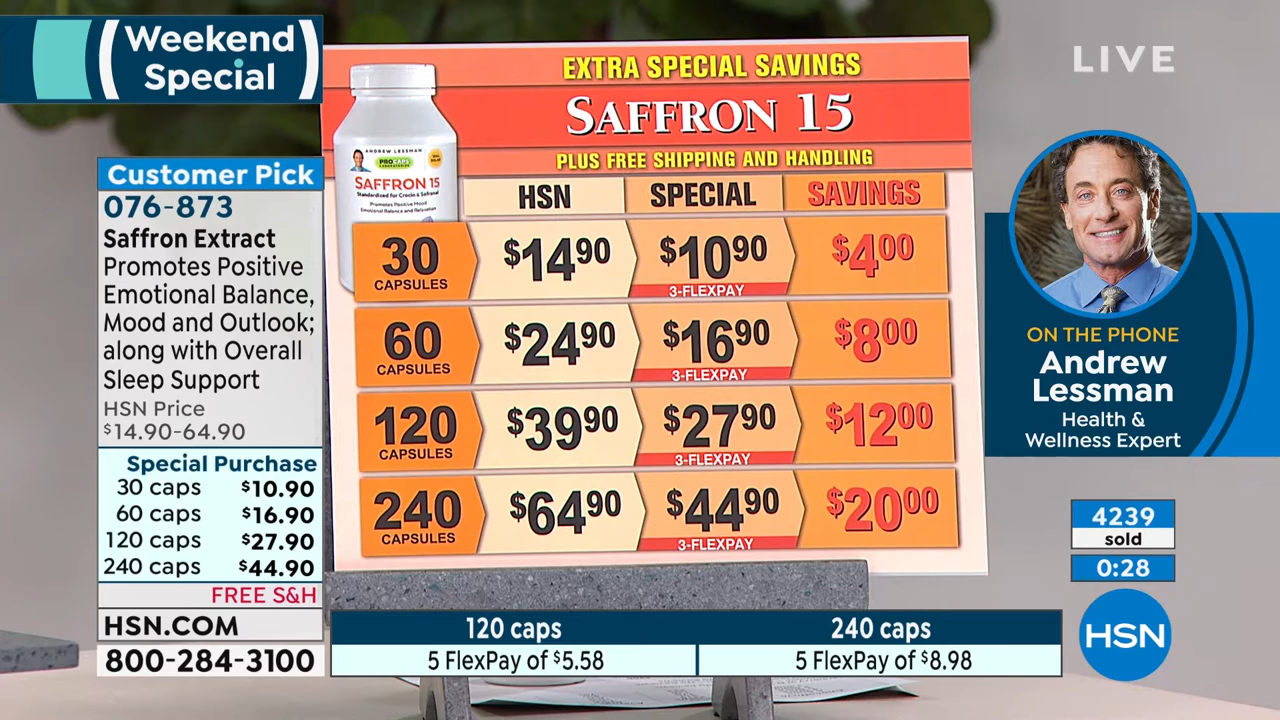 Weekend
Special
LIVE
Customer Pick
076-873
Saffron Extract
Promotes Positive
Emotional Balance,
Mood and Outlook;
along with Overall
Sleep Support
HSN Price
$14.90-64.90
Special Purchase
30 caps $10.90
60 caps $16.90
120 caps $27.90
240 caps $44.90
FREE S&H
HSN.COM
800-284-3100
EXTRA SPECIAL SAVINGS
SAFFRON 15
PLUS FREE SHIPPING AND HANDLING
HSN SPECIAL SAVINGS
30 CAPSULES $14.90 $10.90 3-FLEXPAY $4.00
60 CAPSULES $24.90 $16.90 3-FLEXPAY $8.00
120 CAPSULES $39.90 $27.90 3-FLEXPAY $12.00
240 CAPSULES $64.90 $44.90 3-FLEXPAY $20.00
ANDREW LESSMAN
PROCAPS
LABORATORIES
SAFFRON 15
Standardized for Crocin & Safranal
Promotes Positive Mood
Emotional Balance and Relaxation
ON THE PHONE
Andrew
Lessman
Health &
Wellness Expert
4239
sold
0:28
HSN
120 caps 240 caps
5 FlexPay of $5.58 5 FlexPay of $8.98